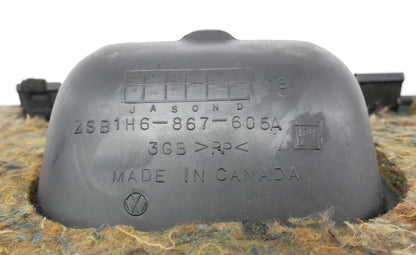 J A S O N D
ZSB1H6-867-605A
3GB >PP<
MADE IN CANADA